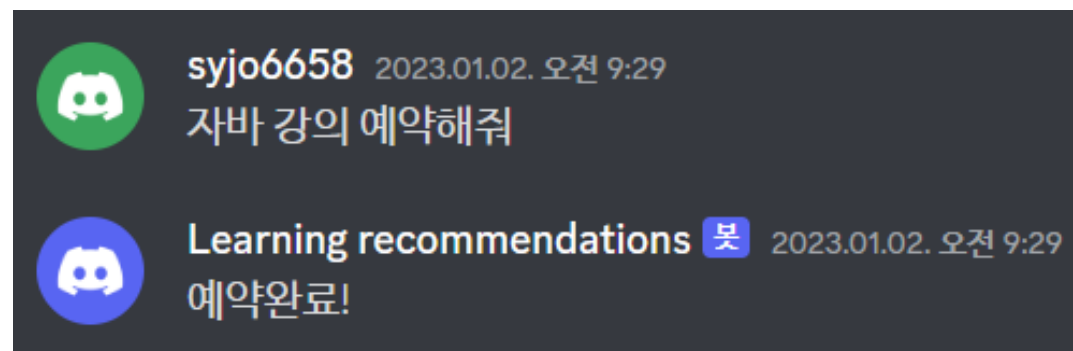 syjo6658 2023.01.02. 오전 9:29
자바 강의 예약해줘
Learning recommendations 봇 2023.01.02. 오전 9:29
예약완료!